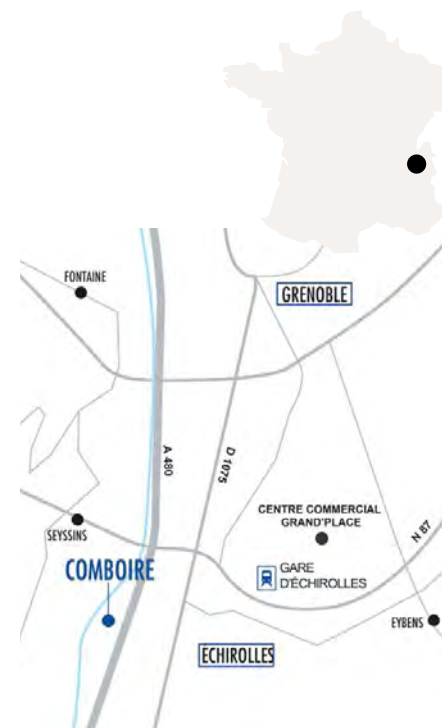 FONTAINE
GRENOBLE
A 480
D 1075
CENTRE COMMERCIAL
GRAND'PLACE
N 87
SEYSSINS
COMBOIRE
GARE
D'ÉCHIROLLES
EYBENS
ECHIROLLES